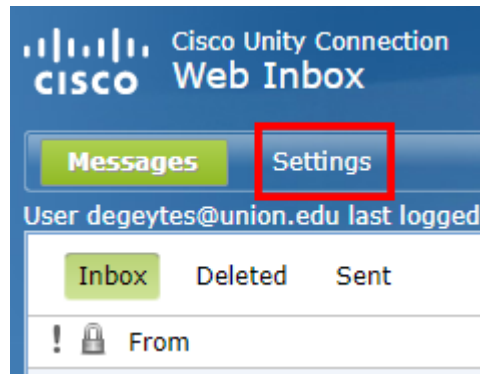 Cisco Unity Connection
CISCO Web Inbox
Messages Settings
User degeytes@union.edu last logged
Inbox Deleted Sent
! From